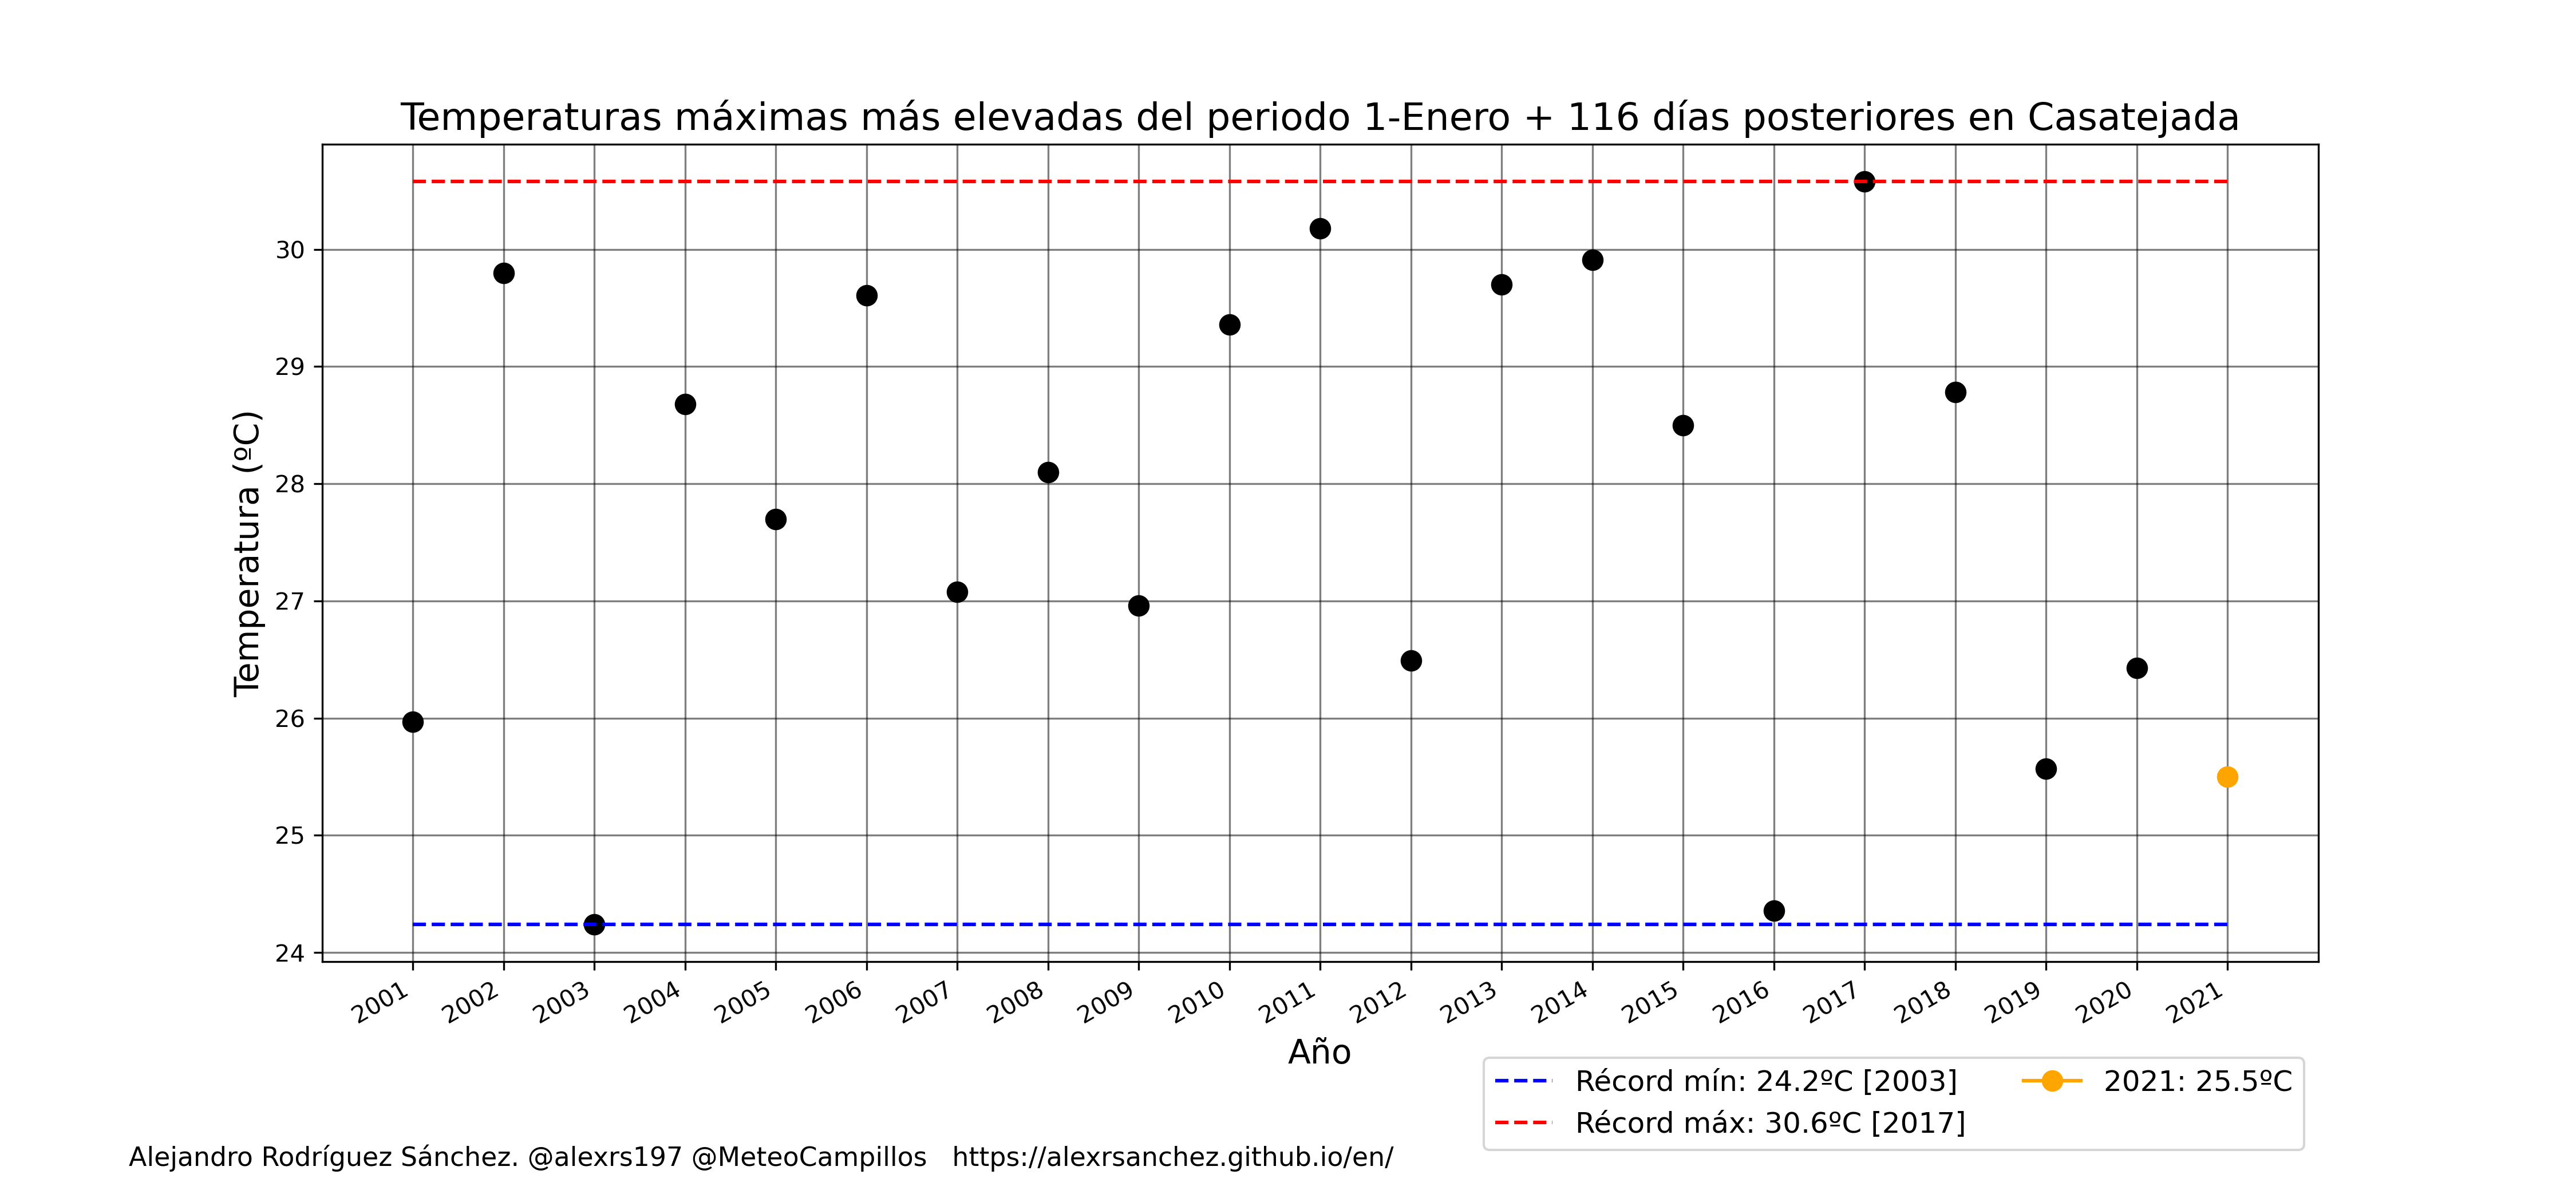 Temperaturas máximas más elevadas del periodo 1-Enero + 116 días posteriores en Casatejada
Temperatura (ºC)
30
29
28
27
26
25
24
2001 2002 2003 2004 2005 2006 2007 2008 2009 2010 2011 2012 2013 2014 2015 2016 2017 2018 2019 2020 2021
Año
Récord mín: 24.2ºC [2003]
Récord máx: 30.6ºC [2017]
2021: 25.5ºC
Alejandro Rodríguez Sánchez. @alexrs197 @MeteoCampillos https://alexrsanchez.github.io/en/